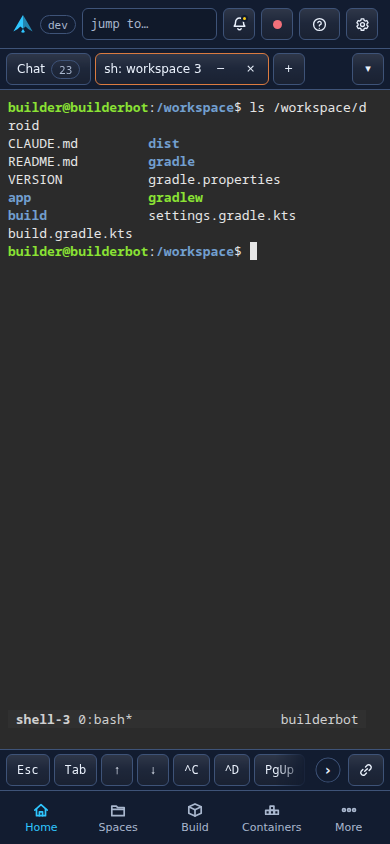 dev jump to…
Chat 23 sh: workspace 3 − × + ▾
builder@builderbot:/workspace$ ls /workspace/d
roid
CLAUDE.md dist
README.md gradle
VERSION gradle.properties
app gradlew
build settings.gradle.kts
build.gradle.kts
builder@builderbot:/workspace$
shell-3 0:bash* builderbot
Esc Tab ↑ ↓ ^C ^D PgUp ›
Home Spaces Build Containers More